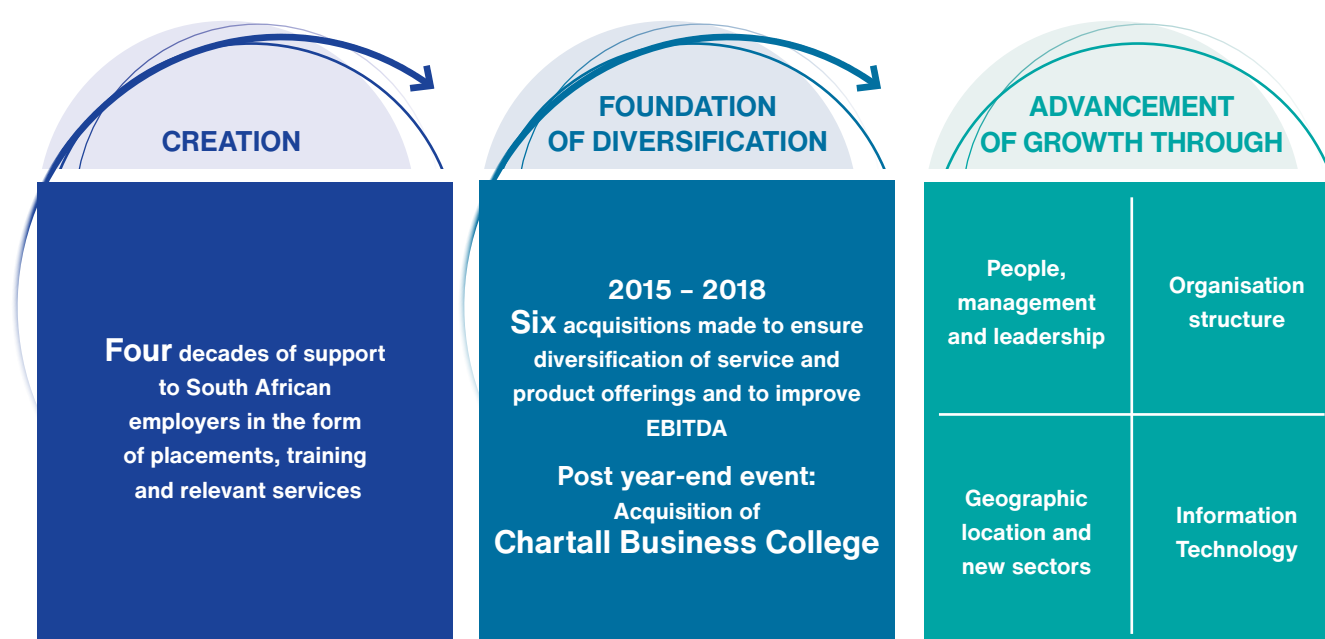 CREATION
Four decades of support
to South African
employers in the form
of placements, training
and relevant services
FOUNDATION
OF DIVERSIFICATION
2015 – 2018
Six acquisitions made to ensure
diversification of service and
product offerings and to improve
EBITDA
Post year-end event:
Acquisition of
Chartall Business College
ADVANCEMENT
OF GROWTH THROUGH
People,
management
and leadership
Organisation
structure
Geographic
location and
new sectors
Information
Technology